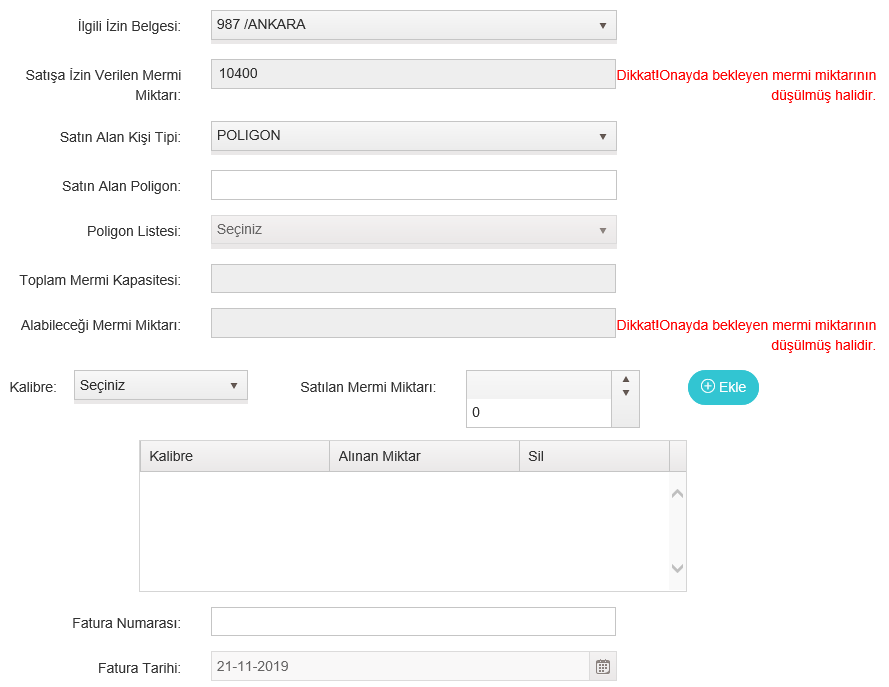 İlgili İzin Belgesi: 987 /ANKARA
Satışa İzin Verilen Mermi
Miktarı:
10400
Dikkat!Onayda bekleyen mermi miktarının
düşülmüş halidir.
Satın Alan Kişi Tipi: POLIGON
Satın Alan Poligon:
Poligon Listesi: Seçiniz
Toplam Mermi Kapasitesi:
Alabileceği Mermi Miktarı:
Dikkat!Onayda bekleyen mermi miktarının
düşülmüş halidir.
Kalibre: Seçiniz Satılan Mermi Miktarı: 0 Ekle
Kalibre Alınan Miktar Sil
Fatura Numarası:
Fatura Tarihi: 21-11-2019